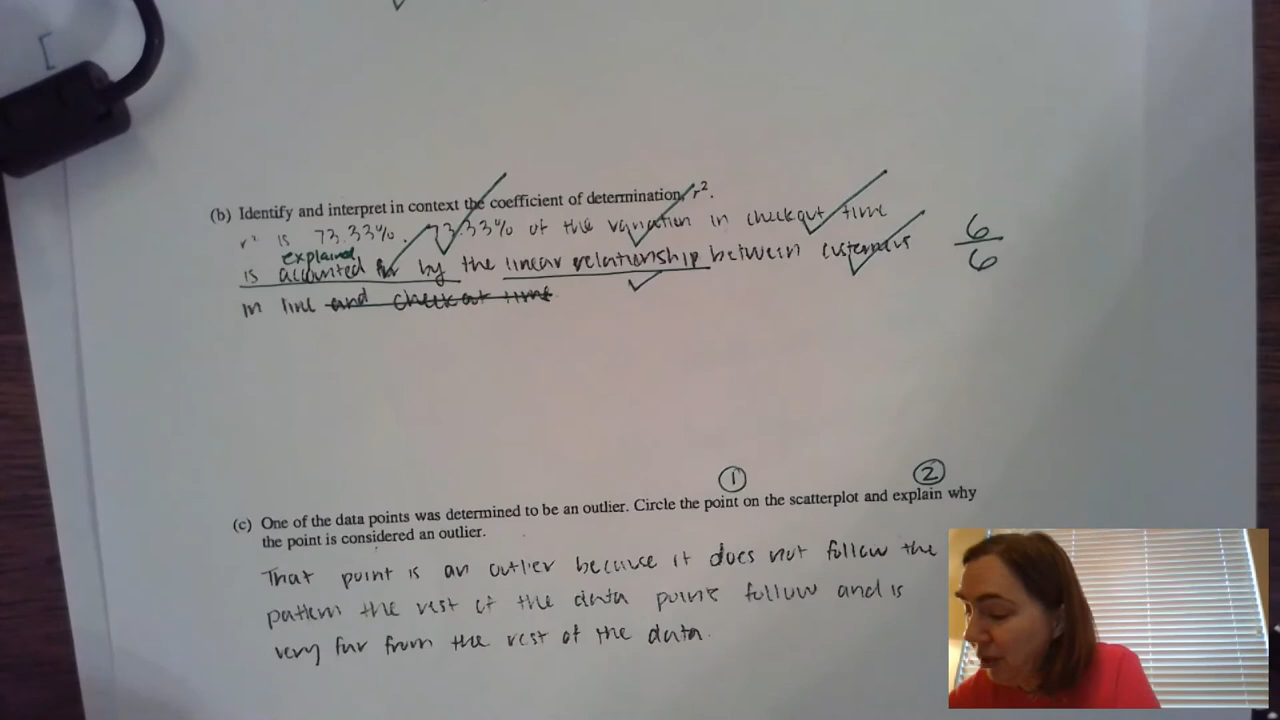 (b) Identify and interpret in context the coefficient of determination, r².
r² is 73.33%. 73.33% of the variation in checkout time
explained
is accounted for by the linear relationship between customers
6
6
in line and checkout time
1 2
(c) One of the data points was determined to be an outlier. Circle the point on the scatterplot and explain why
the point is considered an outlier.
That point is an outlier because it does not follow the
pattern the rest of the data points follow and is
very far from the rest of the data.